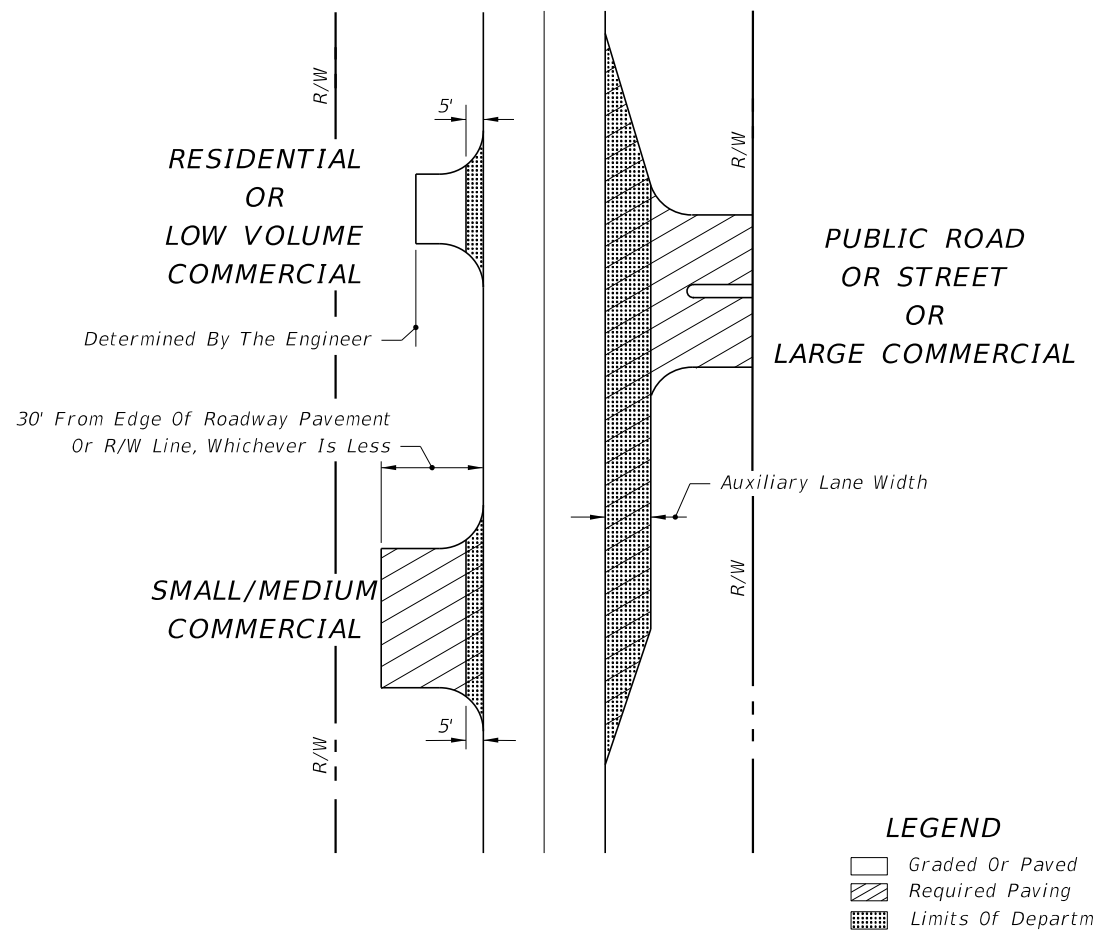 R/W
5'
RESIDENTIAL
OR
LOW VOLUME
COMMERCIAL
Determined By The Engineer
30' From Edge Of Roadway Pavement
Or R/W Line, Whichever Is Less
SMALL/MEDIUM
COMMERCIAL
5'
R/W
R/W
PUBLIC ROAD
OR STREET
OR
LARGE COMMERCIAL
Auxiliary Lane Width
R/W
LEGEND
Graded Or Paved
Required Paving
Limits Of Departm